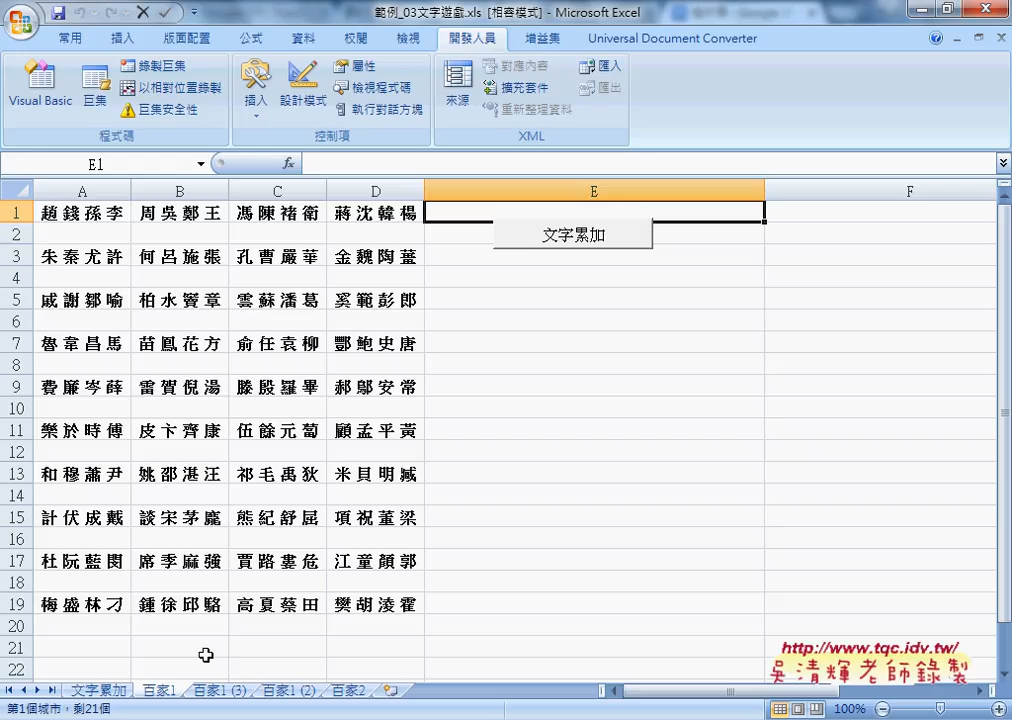 範例_03文字遊戲.xls [相容模式] - Microsoft Excel
常用 插入 版面配置 公式 資料 校閱 檢視 開發人員 增益集 Universal Document Converter
Visual Basic 巨集 錄製巨集 以相對位置錄製 巨集安全性 插入 設計模式 屬性 檢視程式碼 執行對話方塊 來源 對應內容 擴充套件 重新整理資料 匯入 匯出
程式碼 控制項 XML
E1 fx
A B C D E F
1 趙錢孫李 周吳鄭王 馮陳褚衛 蔣沈韓楊
文字累加
2
3 朱秦尤許 何呂施張 孔曹嚴華 金魏陶薑
4
5 戚謝鄒喻 柏水竇章 雲蘇潘葛 奚範彭郎
6
7 魯韋昌馬 苗鳳花方 俞任袁柳 酆鮑史唐
8
9 費廉岑薛 雷賀倪湯 滕殷羅畢 郝鄔安常
10
11 樂於時傅 皮卞齊康 伍餘元蔔 顧孟平黃
12
13 和穆蕭尹 姚邵湛汪 祁毛禹狄 米貝明臧
14
15 計伏成戴 談宋茅龐 熊紀舒屈 項祝董梁
16
17 杜阮藍閔 席季麻強 賈路婁危 江童顏郭
18
19 梅盛林刁 鍾徐邱駱 高夏蔡田 樊胡淩霍
20
21
22
http://www.tqc.idv.tw/
吳清輝老師錄製
文字累加 百家1 百家1 (3) 百家1 (2) 百家2
第1個城市，剩21個 100%